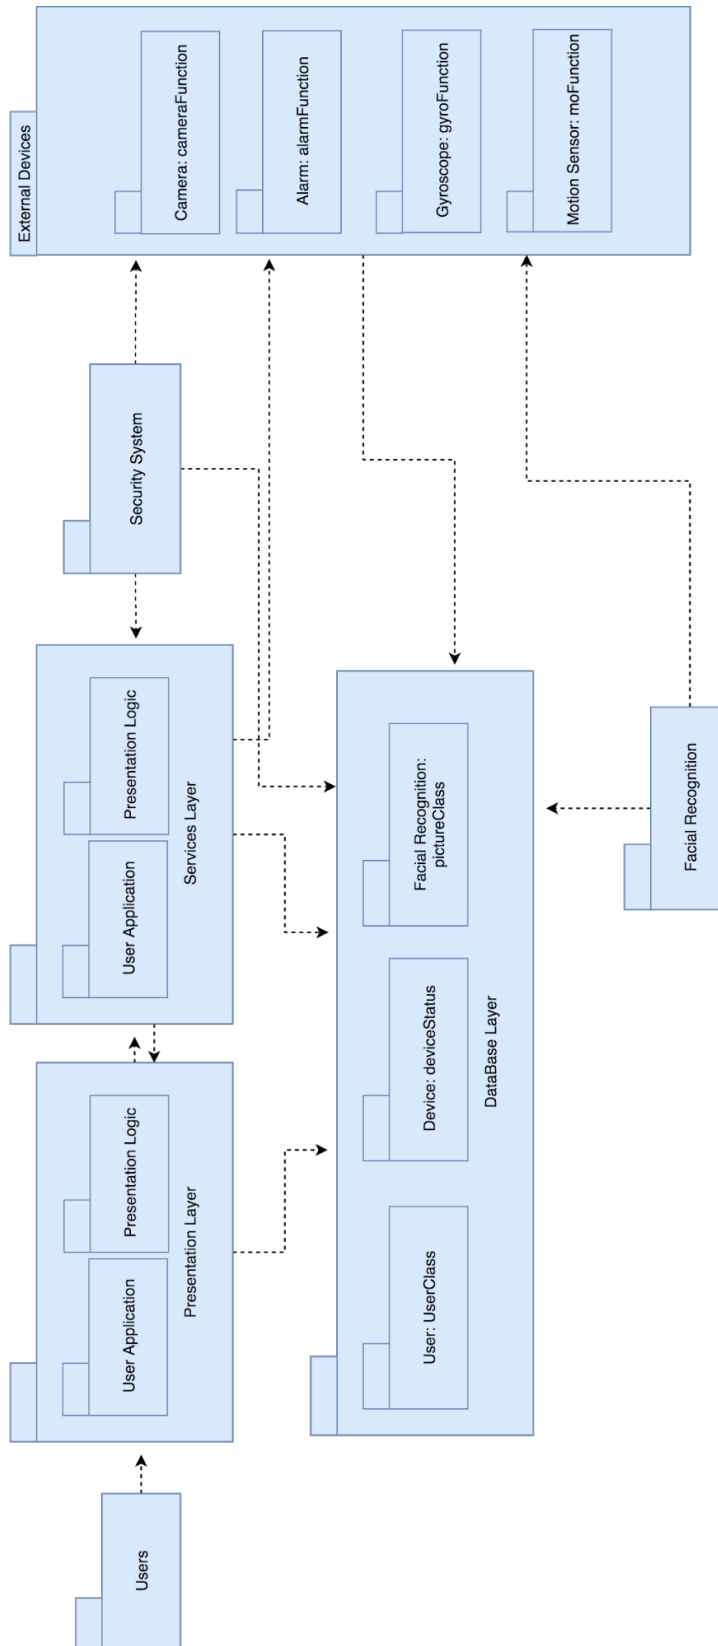 Users
User Application
Presentation Logic
Presentation Layer
User Application
Presentation Logic
Services Layer
Security System
External Devices
Camera: cameraFunction
Alarm: alarmFunction
Gyroscope: gyroFunction
Motion Sensor: moFunction
User: UserClass
Device: deviceStatus
Facial Recognition:
pictureClass
DataBase Layer
Facial Recognition